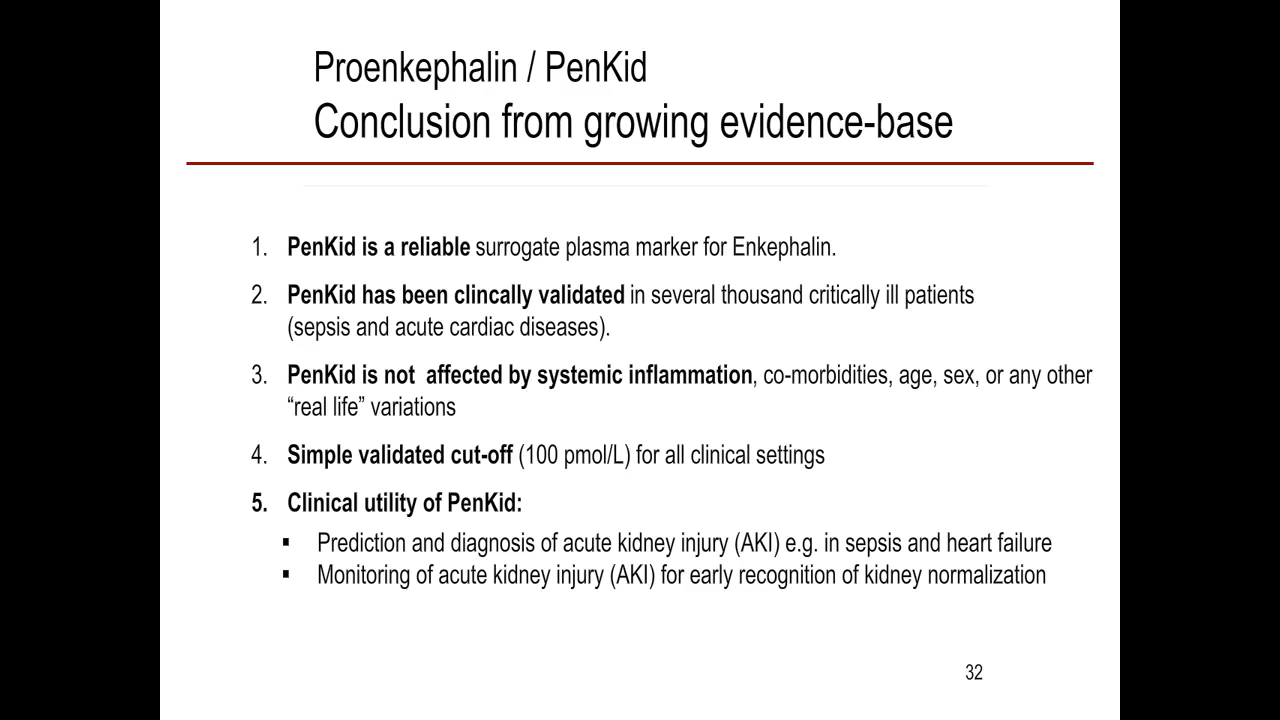 Proenkephalin / PenKid
Conclusion from growing evidence-base
1. PenKid is a reliable surrogate plasma marker for Enkephalin.
2. PenKid has been clincally validated in several thousand critically ill patients
(sepsis and acute cardiac diseases).
3. PenKid is not affected by systemic inflammation, co-morbidities, age, sex, or any other
“real life” variations
4. Simple validated cut-off (100 pmol/L) for all clinical settings
5. Clinical utility of PenKid:
▪ Prediction and diagnosis of acute kidney injury (AKI) e.g. in sepsis and heart failure
▪ Monitoring of acute kidney injury (AKI) for early recognition of kidney normalization
32